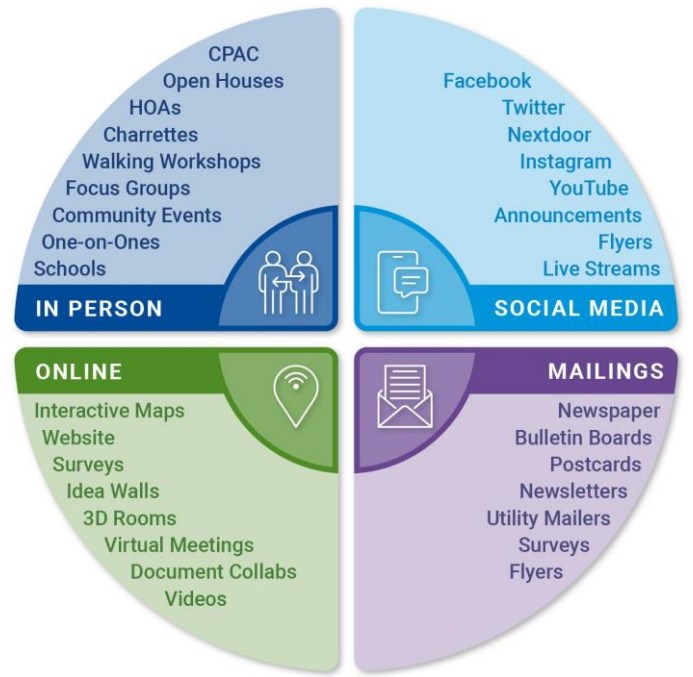 CPAC
Open Houses
HOAs
Charrettes
Walking Workshops
Focus Groups
Community Events
One-on-Ones
Schools
IN PERSON
Facebook
Twitter
Nextdoor
Instagram
YouTube
Announcements
Flyers
Live Streams
SOCIAL MEDIA
ONLINE
Interactive Maps
Website
Surveys
Idea Walls
3D Rooms
Virtual Meetings
Document Collabs
Videos
MAILINGS
Newspaper
Bulletin Boards
Postcards
Newsletters
Utility Mailers
Surveys
Flyers